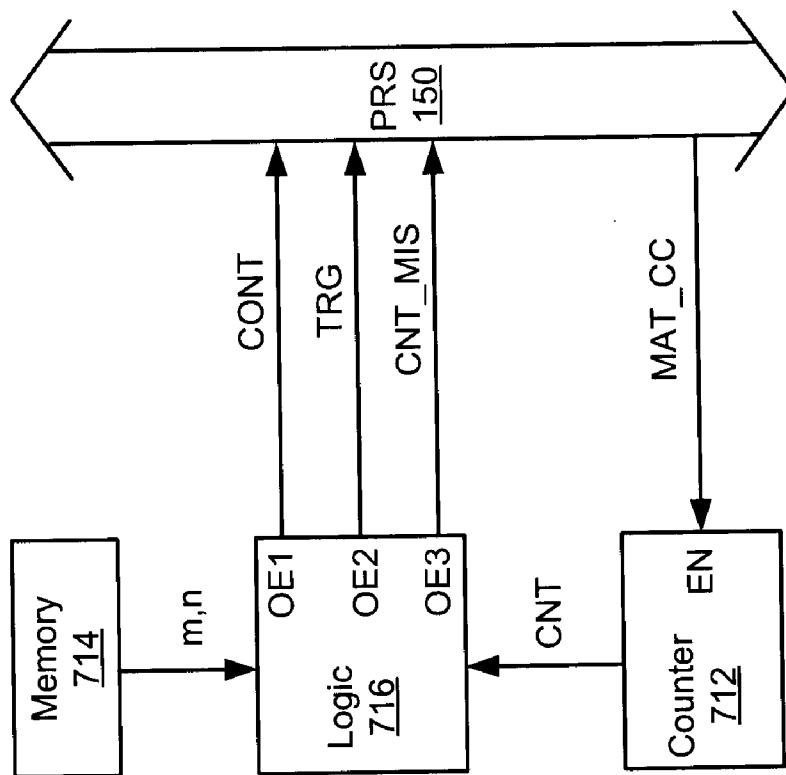 Memory
714
m,n
Logic
716
OE1
OE2
OE3
CONT
TRG
CNT_MIS
PRS
150
CNT
Counter
712
EN
MAT_CC